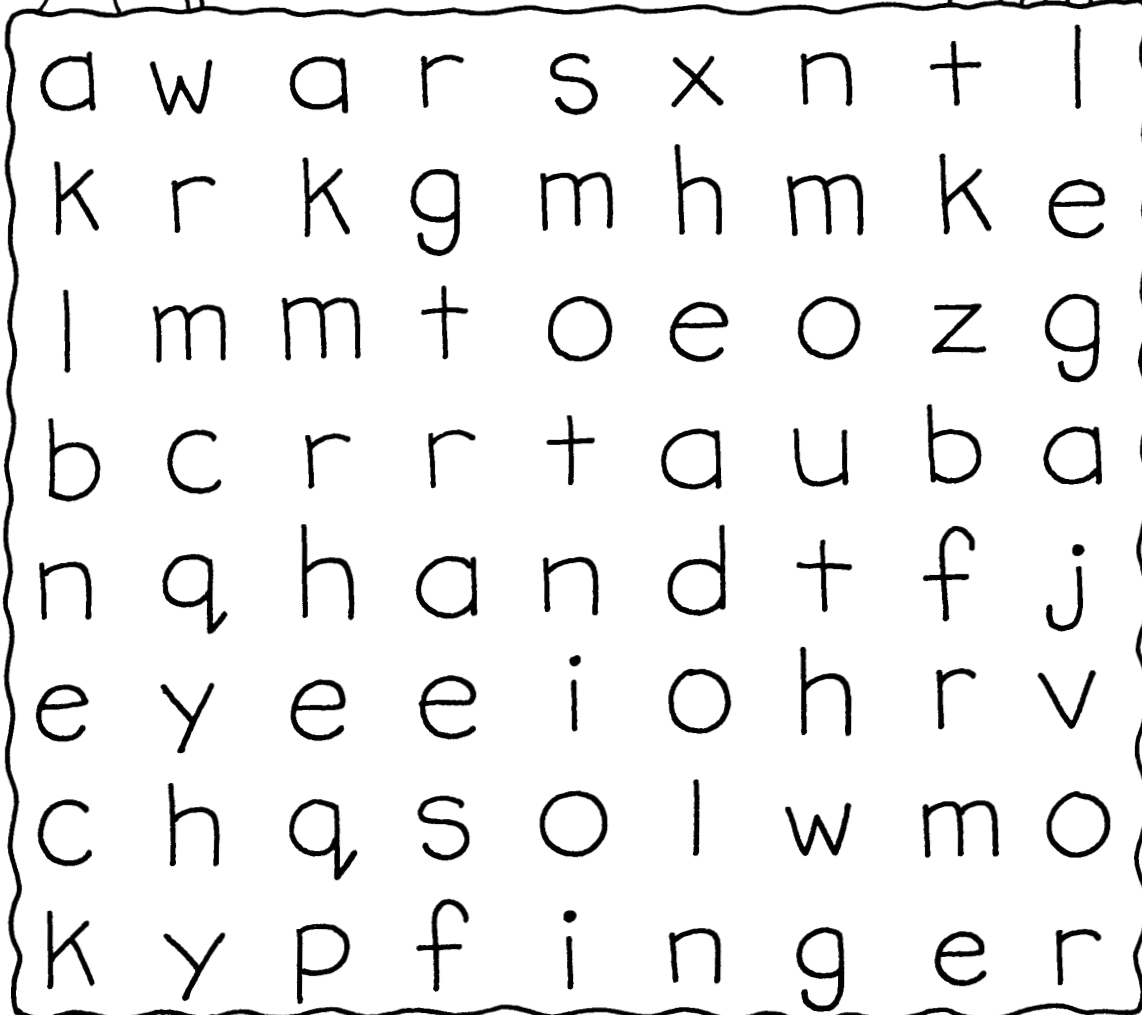 a w a r s x n t l
k r k g m h m k e
l m m t o e o z g
b c r r t a u b a
n q h a n d t f j
e y e e i o h r v
c h q s o l w m o
k y p f i n g e r